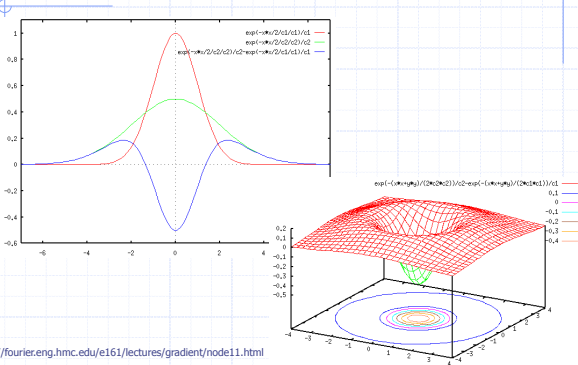 exp(-x*x/2/c1/c1)/c1
exp(-x*x/2/c2/c2)/c2
exp(-x*x/2/c2/c2)/c2-exp(-x*x/2/c1/c1)/c1
1
0,8
0,6
0,4
0,2
0
-0,2
-0,4
-0,6
-6 -4 -2 0 2 4
exp(-(x*x+y*y)/(2*c2*c2))/c2-exp(-(x*x+y*y)/(2*c1*c1))/c1
0,1
0
-0,1
-0,2
-0,3
-0,4
0,2
0,1
0
-0,1
-0,2
-0,3
-0,4
-0,5
-4 -3 -2 -1 0 1 2 3 4
-4 -3 -2 -1 0 1 2 3 4
/fourier.eng.hmc.edu/e161/lectures/gradient/node11.html